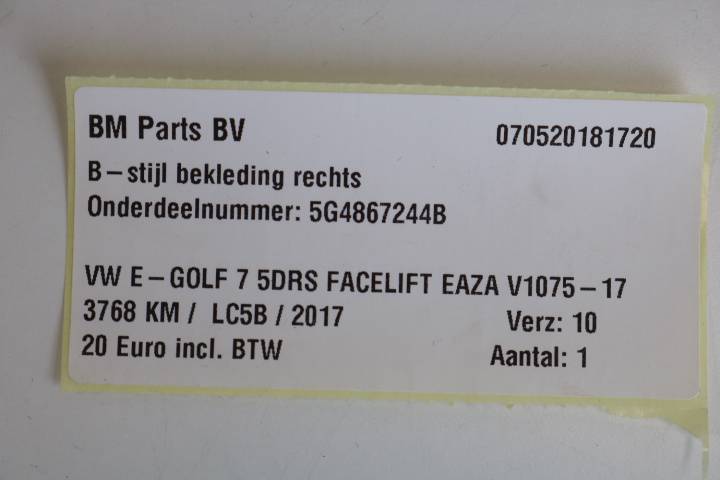 BM Parts BV 070520181720
B-stijl bekleding rechts
Onderdeelnummer: 5G4867244B
VW E-GOLF 7 5DRS FACELIFT EAZA V1075-17
3768 KM / LC5B / 2017 Verz: 10
20 Euro incl. BTW Aantal: 1